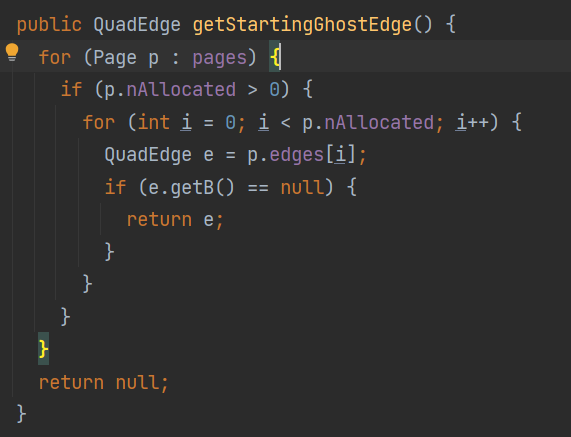 public QuadEdge getStartingGhostEdge() {
  for (Page p : pages) {
    if (p.nAllocated > 0) {
      for (int i = 0; i < p.nAllocated; i++) {
        QuadEdge e = p.edges[i];
        if (e.getB() == null) {
          return e;
        }
      }
    }
  }
  return null;
}